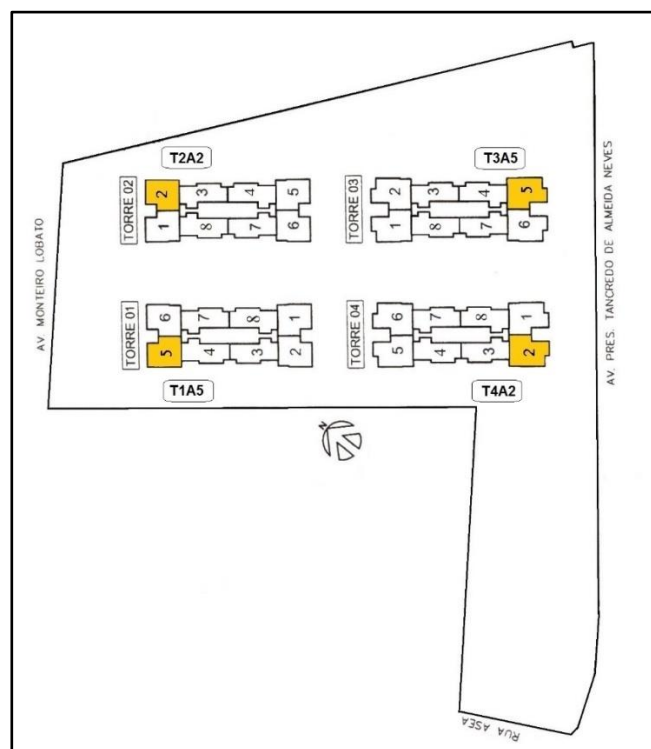 T2A2
T3A5
TORRE 02
2
3
4
5
1
8
7
6
TORRE 03
2
3
4
5
1
8
7
6
AV. MONTEIRO LOBATO
AV. PRES. TANCREDO DE ALMEIDA NEVES
TORRE 01
6
7
8
1
5
4
3
2
TORRE 04
6
7
8
1
5
4
3
2
T1A5
T4A2
N
RUA ASEA